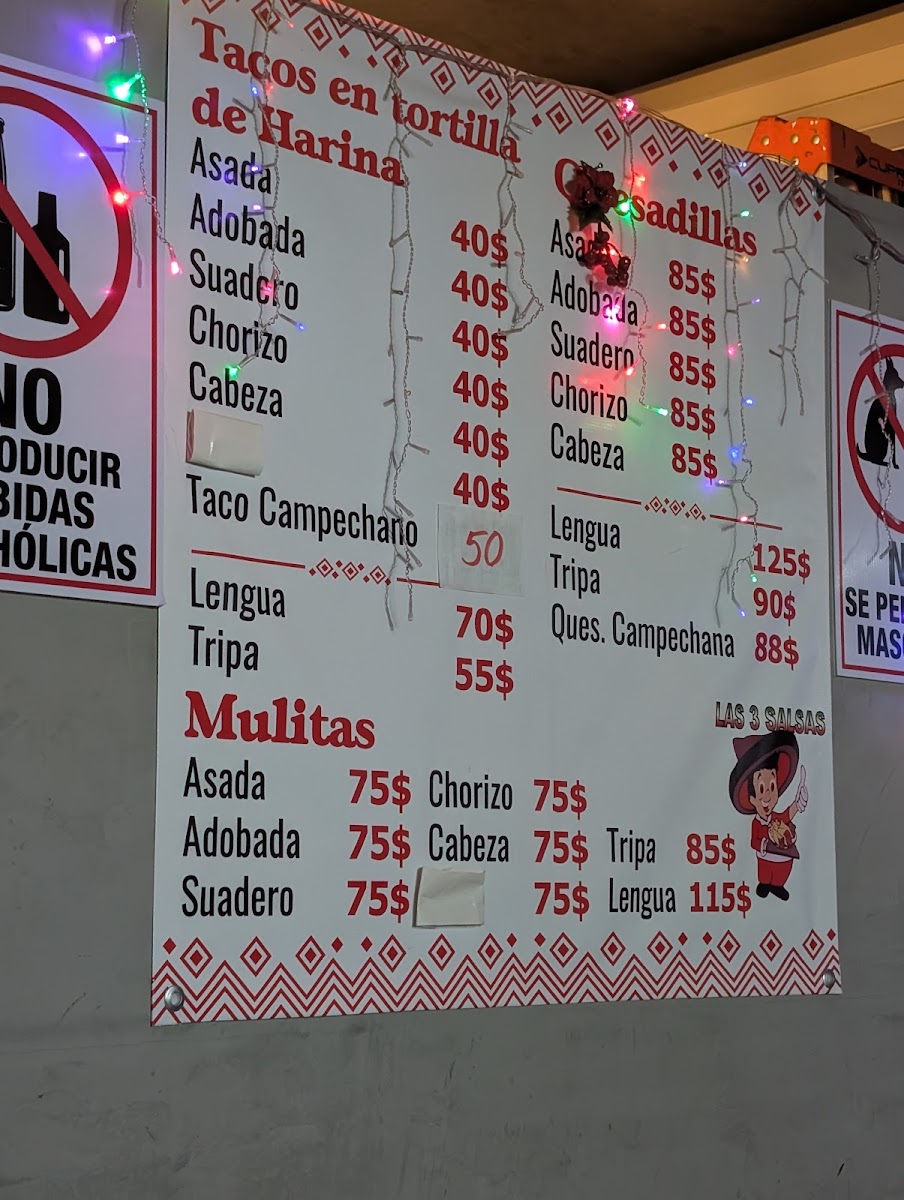 Tacos en tortilla
de Harina
Asada 40$
Adobada 40$
Suadero 40$
Chorizo 40$
Cabeza 40$
40$
Taco Campechano 50
Lengua 70$
Tripa 55$
Quesadillas
Asada 85$
Adobada 85$
Suadero 85$
Chorizo 85$
Cabeza 85$
Lengua 125$
Tripa 90$
Ques. Campechana 88$
LAS 3 SALSAS
Mulitas
Asada 75$ Chorizo 75$
Adobada 75$ Cabeza 75$ Tripa 85$
Suadero 75$ 75$ Lengua 115$
NO
ODUCIR
BIDAS
HÓLICAS
N
SE PE
MAS